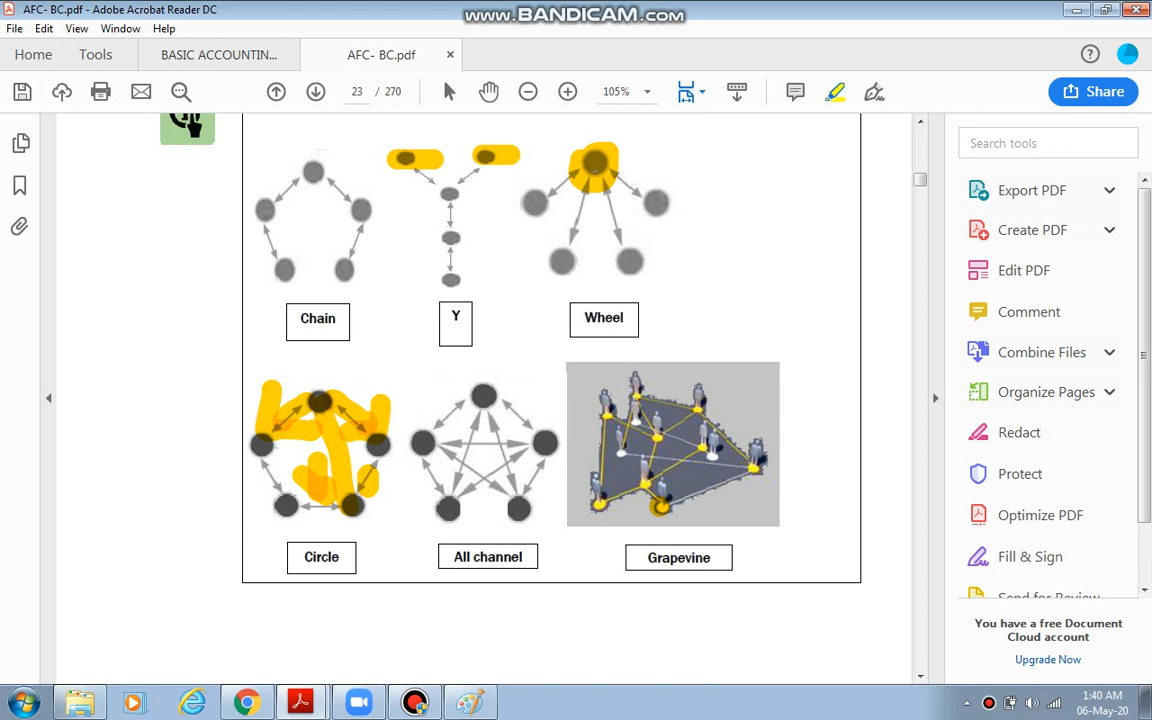 AFC- BC.pdf - Adobe Acrobat Reader DC
www.BANDICAM.com
File Edit View Window Help
Home Tools BASIC ACCOUNTIN... AFC- BC.pdf ×
23 / 270 105% Share
Search tools
Export PDF
Create PDF
Edit PDF
Comment
Combine Files
Organize Pages
Redact
Protect
Optimize PDF
Fill & Sign
Send for Review
You have a free Document
Cloud account
Upgrade Now
Chain Y Wheel
Circle All channel Grapevine
1:40 AM
06-May-20